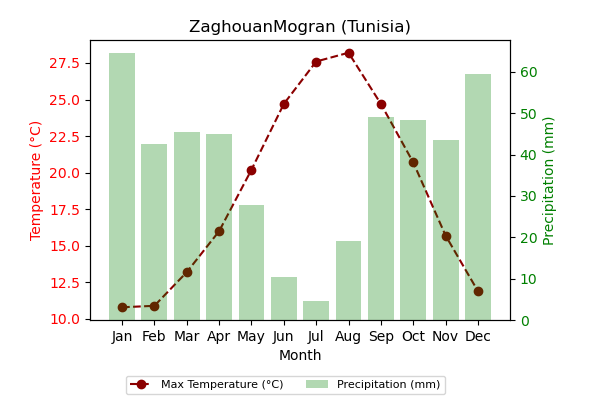 ZaghouanMogran (Tunisia)
27.5
25.0
22.5
20.0
17.5
15.0
12.5
10.0
Temperature (°C)
60
50
40
30
20
10
0
Precipitation (mm)
Jan Feb Mar Apr May Jun Jul Aug Sep Oct Nov Dec
Month
Max Temperature (°C) Precipitation (mm)